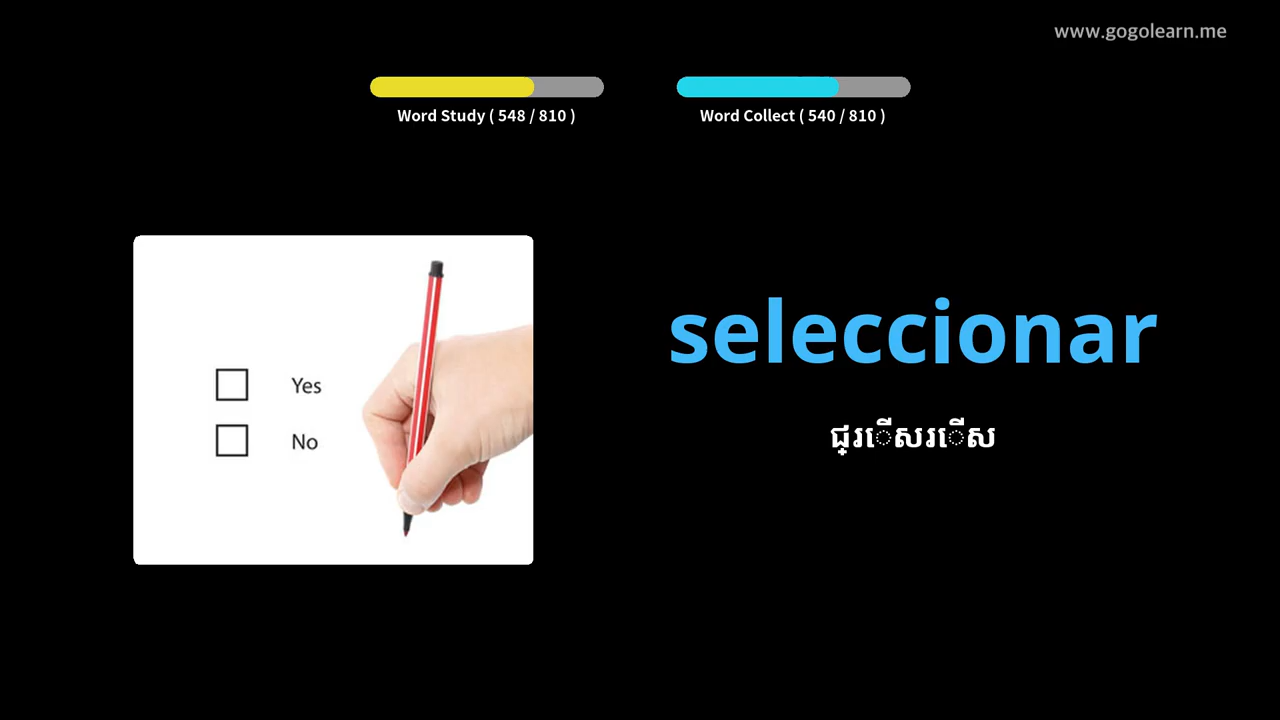 www.gogolearn.me
Word Study ( 548 / 810 )
Word Collect ( 540 / 810 )
seleccionar
ជ្រើសរើស
Yes
No